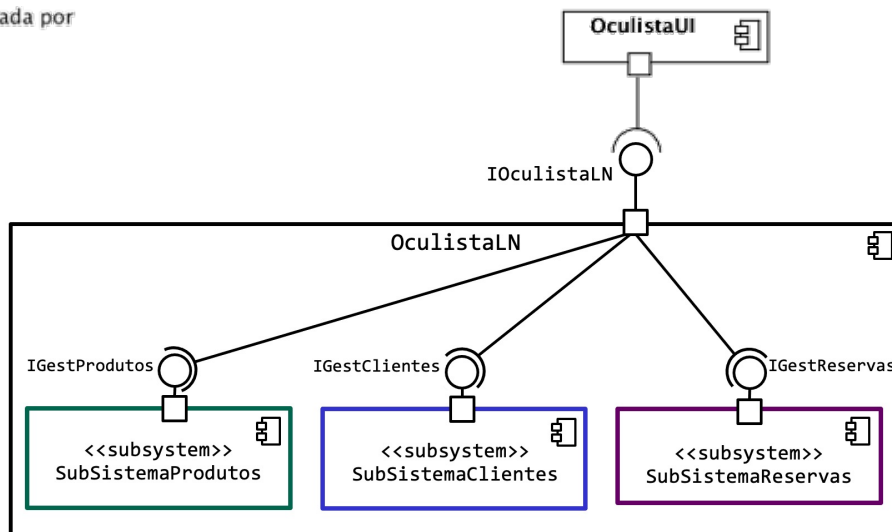 ada por
OculistaUI
IOculistaLN
OculistaLN
IGestProdutos
IGestClientes
IGestReservas
<<subsystem>>
SubSistemaProdutos
<<subsystem>>
SubSistemaClientes
<<subsystem>>
SubSistemaReservas